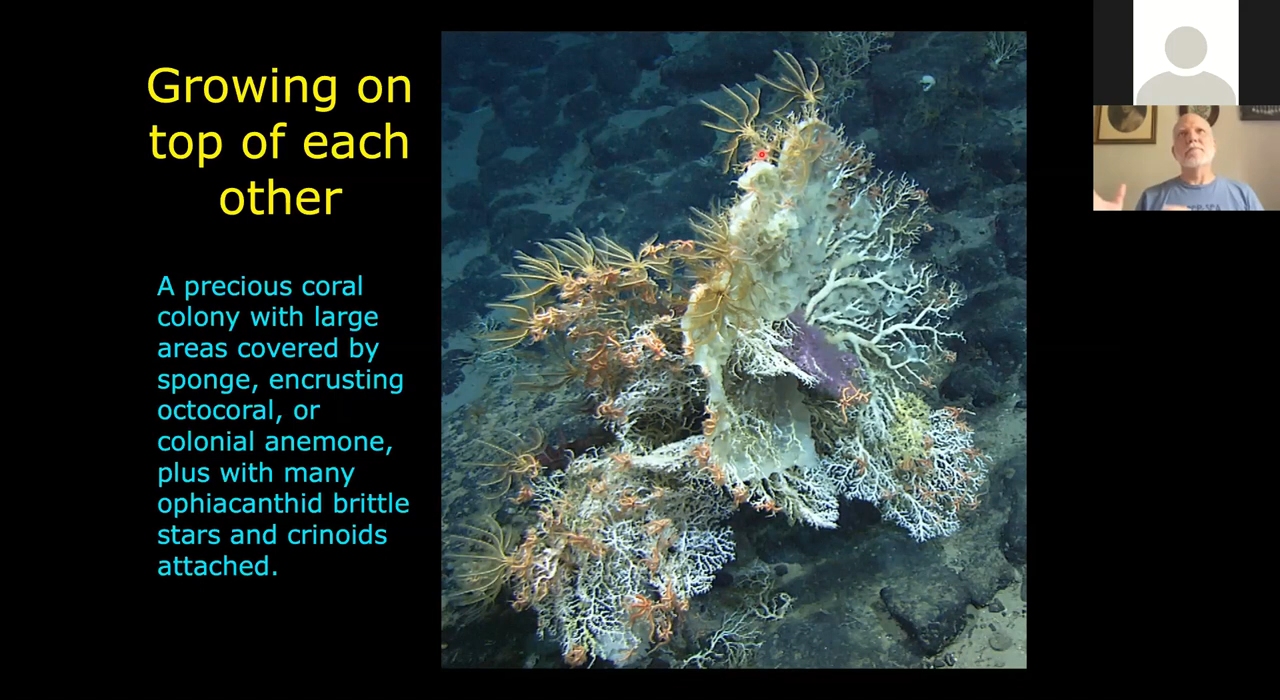 Growing on
top of each
other
A precious coral
colony with large
areas covered by
sponge, encrusting
octocoral, or
colonial anemone,
plus with many
ophiacanthid brittle
stars and crinoids
attached.